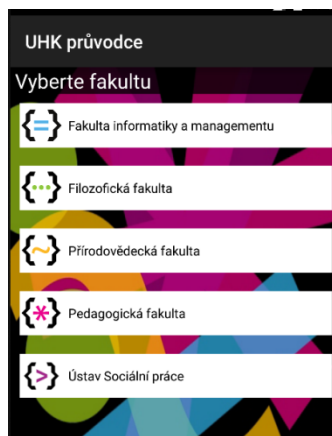 UHK průvodce
Vyberte fakultu
{=} Fakulta informatiky a managementu
{···} Filozofická fakulta
{~} Přírodovědecká fakulta
{*} Pedagogická fakulta
{>} Ústav Sociální práce